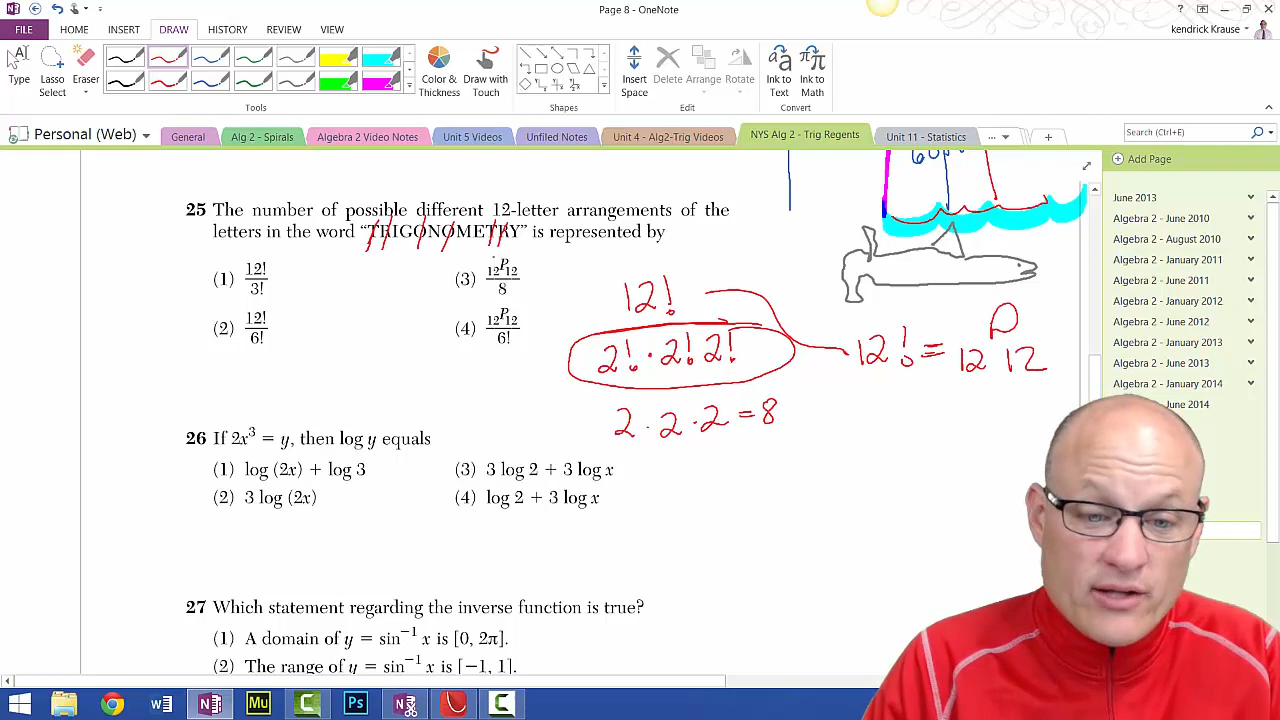 Page 8 - OneNote
FILE HOME INSERT DRAW HISTORY REVIEW VIEW
kendrick Krause
Type Lasso Select Eraser Color & Thickness Draw with Touch Insert Space Delete Arrange Rotate Ink to Text Ink to Math
Tools Shapes Edit Convert
Personal (Web) General Alg 2 - Spirals Algebra 2 Video Notes Unit 5 Videos Unfiled Notes Unit 4 - Alg2-Trig Videos NYS Alg 2 - Trig Regents Unit 11 - Statistics ... Search (Ctrl+E)
Add Page
June 2013
Algebra 2 - June 2010
Algebra 2 - August 2010
Algebra 2 - June 2011
Algebra 2 - January 2012
Algebra 2 - June 2012
Algebra 2 - January 2013
Algebra 2 - June 2013
Algebra 2 - January 2014
June 2014
25 The number of possible different 12-letter arrangements of the
letters in the word “TRIGONOMETRY” is represented by
(1) 12!/3! (3) ₁₂P₁₂/8
(2) 12!/6! (4) ₁₂P₁₂/6!
12!
2! · 2! 2!
12! = 12 P 12
2 · 2 · 2 = 8
26 If 2x³ = y, then log y equals
(1) log (2x) + log 3 (3) 3 log 2 + 3 log x
(2) 3 log (2x) (4) log 2 + 3 log x
27 Which statement regarding the inverse function is true?
(1) A domain of y = sin⁻¹ x is [0, 2π].
(2) The range of y = sin⁻¹ x is [−1, 1].
Mu Ps